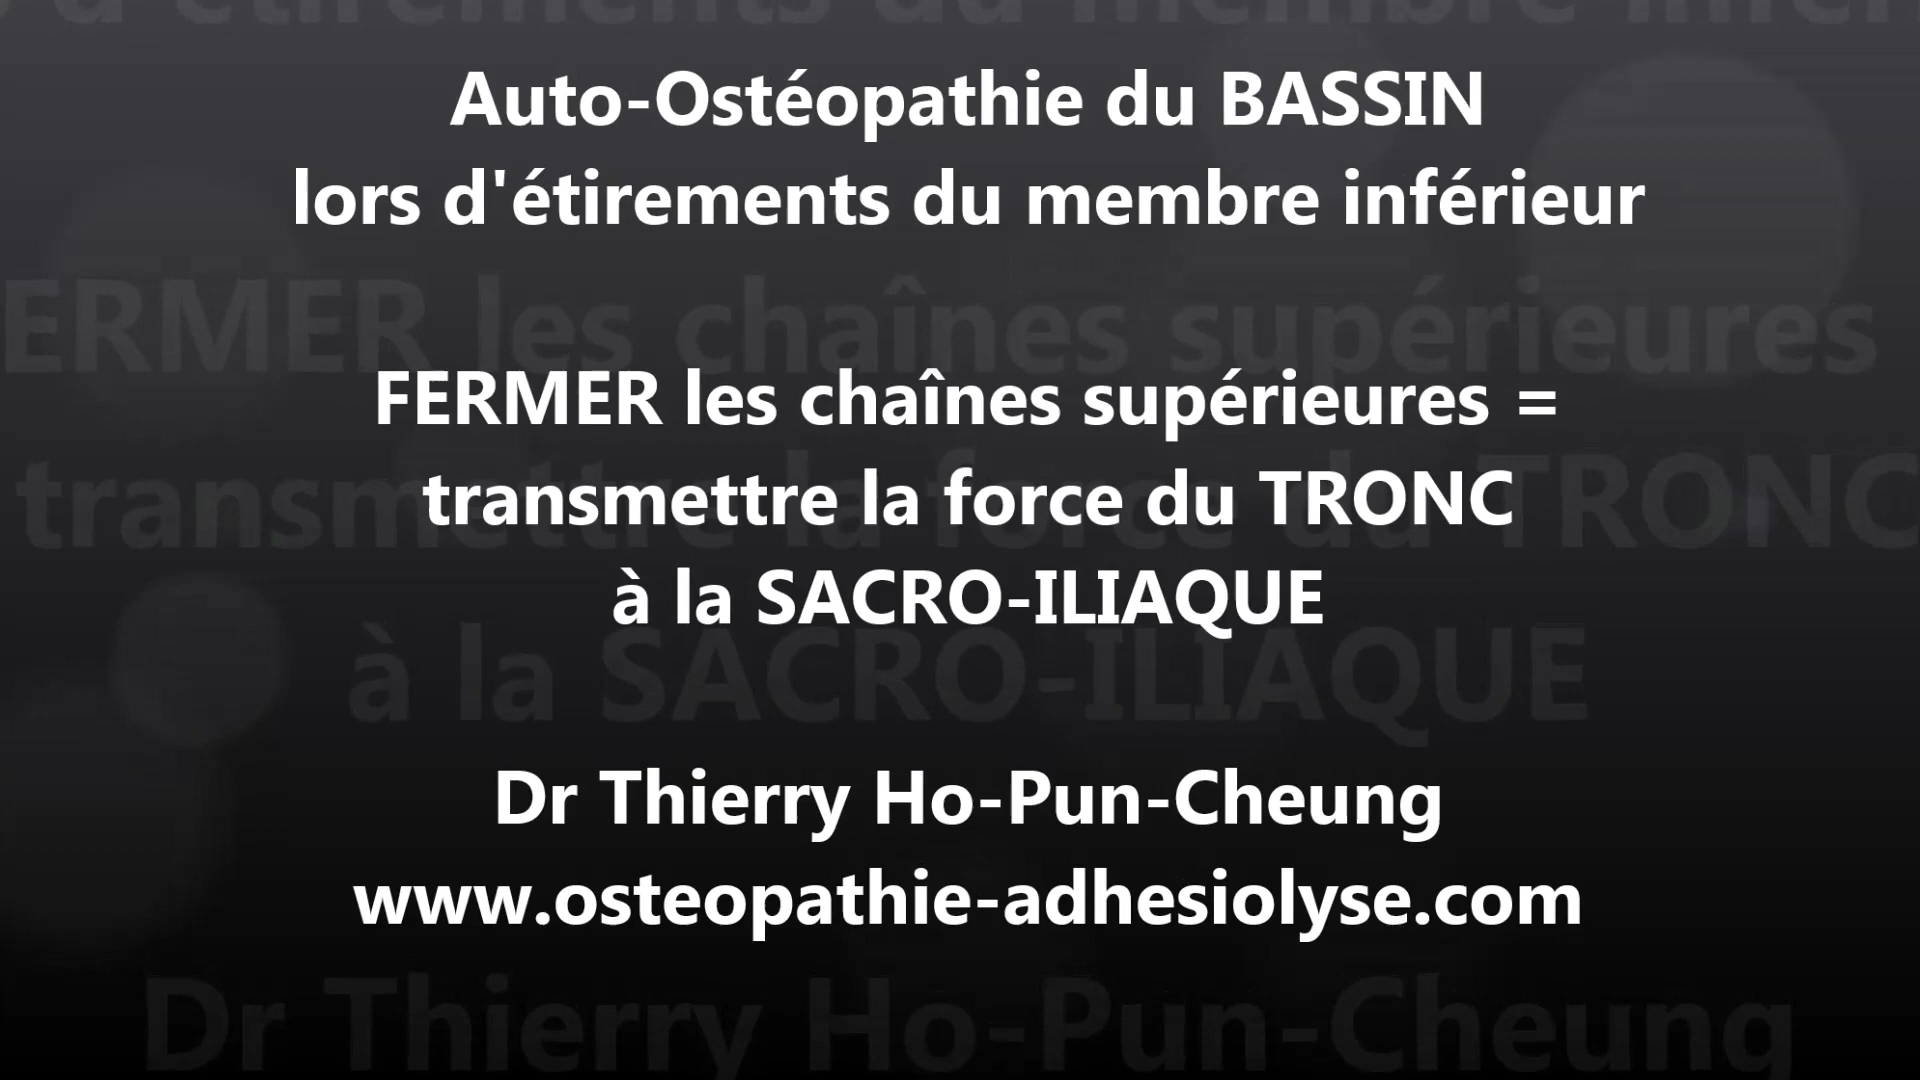 Auto-Ostéopathie du BASSIN
lors d'étirements du membre inférieur
FERMER les chaînes supérieures =
transmettre la force du TRONC
à la SACRO-ILIAQUE
Dr Thierry Ho-Pun-Cheung
www.osteopathie-adhesiolyse.com